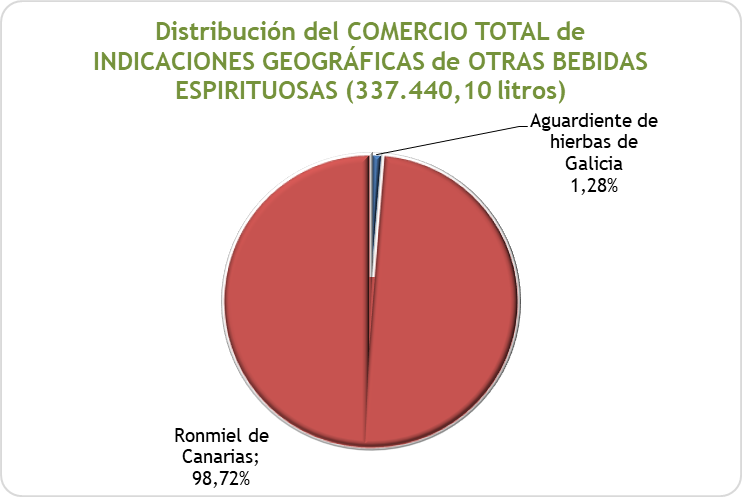 Distribución del COMERCIO TOTAL de
INDICACIONES GEOGRÁFICAS de OTRAS BEBIDAS
ESPIRITUOSAS (337.440,10 litros)
Aguardiente de
hierbas de
Galicia
1,28%
Ronmiel de
Canarias;
98,72%